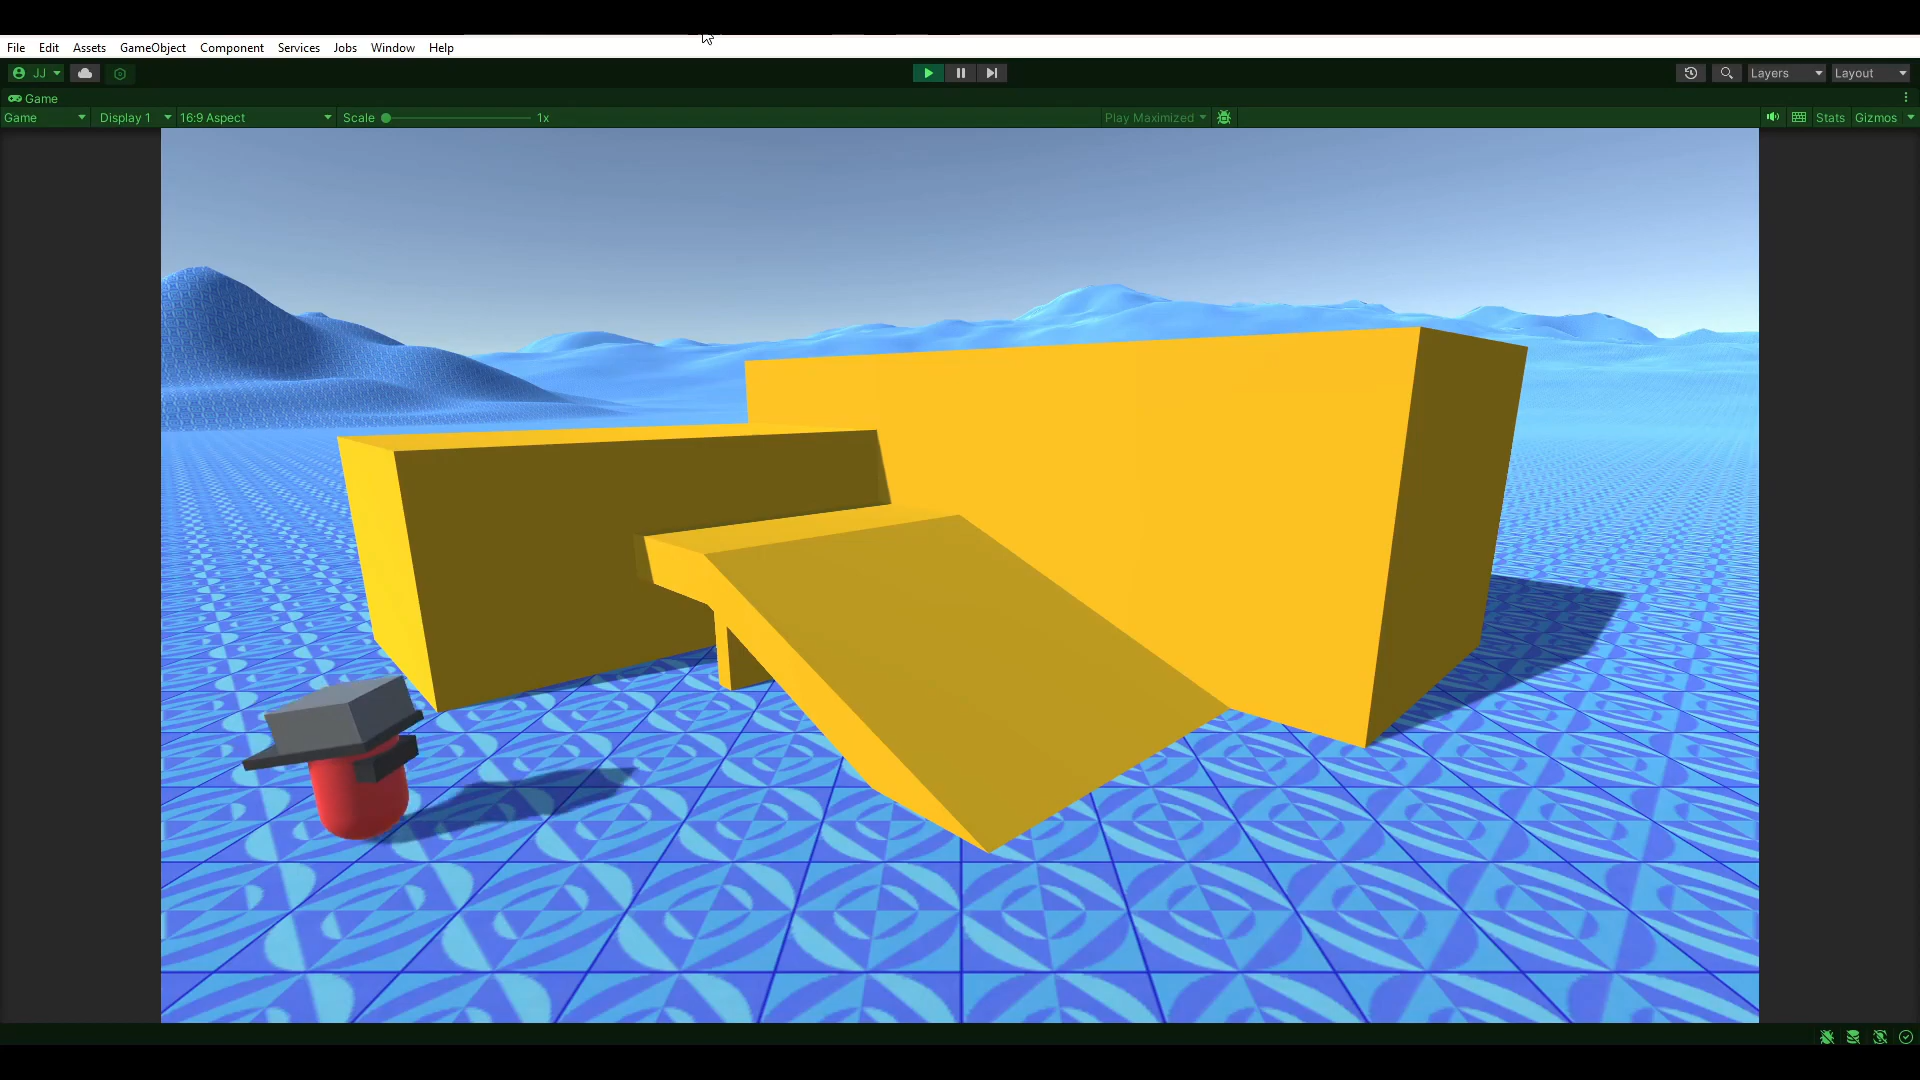 File Edit Assets GameObject Component Services Jobs Window Help
JJ Layers Layout
Game
Game Display 1 16:9 Aspect Scale 1x Play Maximized Stats Gizmos